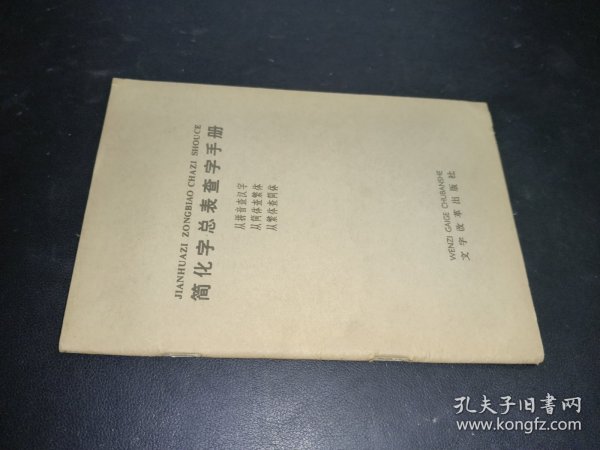 JIANHUAZI ZONGBIAO CHAZI SHOUCE
简化字总表查字手册
从拼音查汉字
从简体查繁体
从繁体查简体
WENZI GAIGE CHUBANSHE
文字改革出版社
孔夫子旧书网
www.kongfz.com